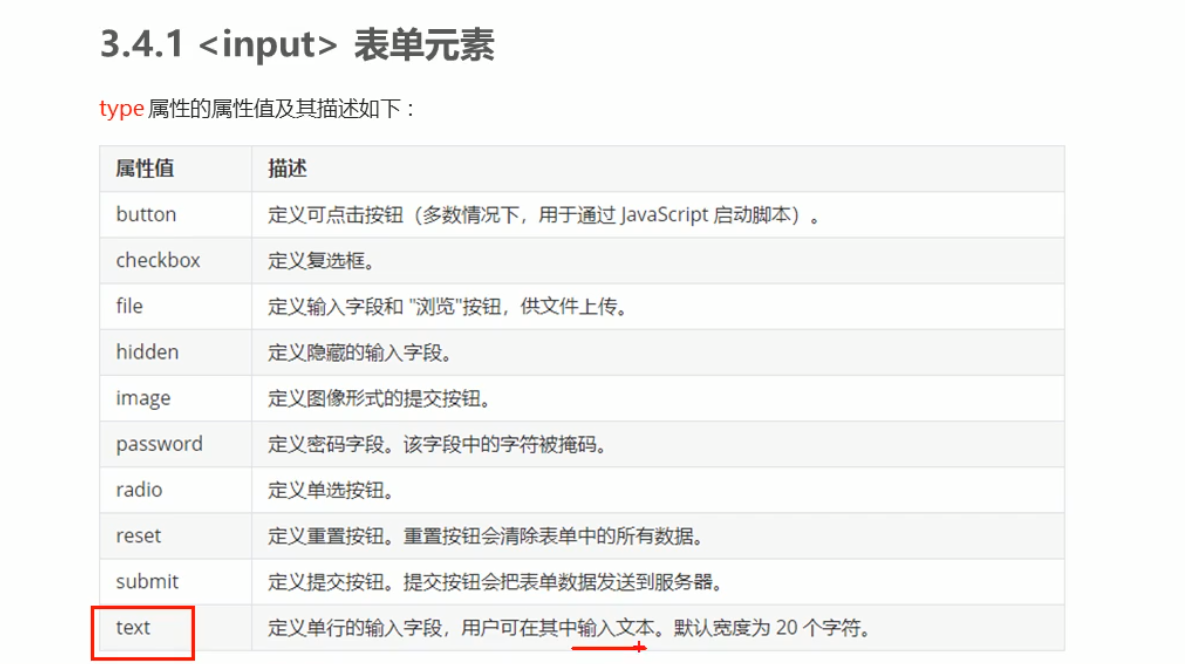 3.4.1 <input> 表单元素
type 属性的属性值及其描述如下：
属性值 描述
button 定义可点击按钮（多数情况下，用于通过 JavaScript 启动脚本）。
checkbox 定义复选框。
file 定义输入字段和 "浏览"按钮，供文件上传。
hidden 定义隐藏的输入字段。
image 定义图像形式的提交按钮。
password 定义密码字段。该字段中的字符被掩码。
radio 定义单选按钮。
reset 定义重置按钮。重置按钮会清除表单中的所有数据。
submit 定义提交按钮。提交按钮会把表单数据发送到服务器。
text 定义单行的输入字段，用户可在其中输入文本。默认宽度为 20 个字符。